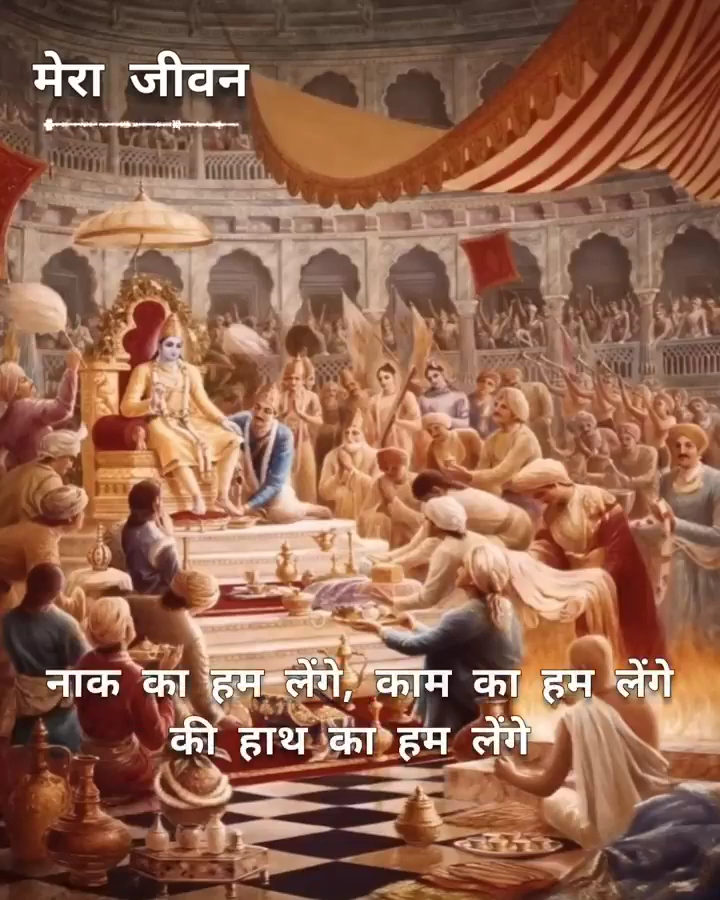 मेरा जीवन
नाक का हम लेंगे, काम का हम लेंगे
की हाथ का हम लेंगे